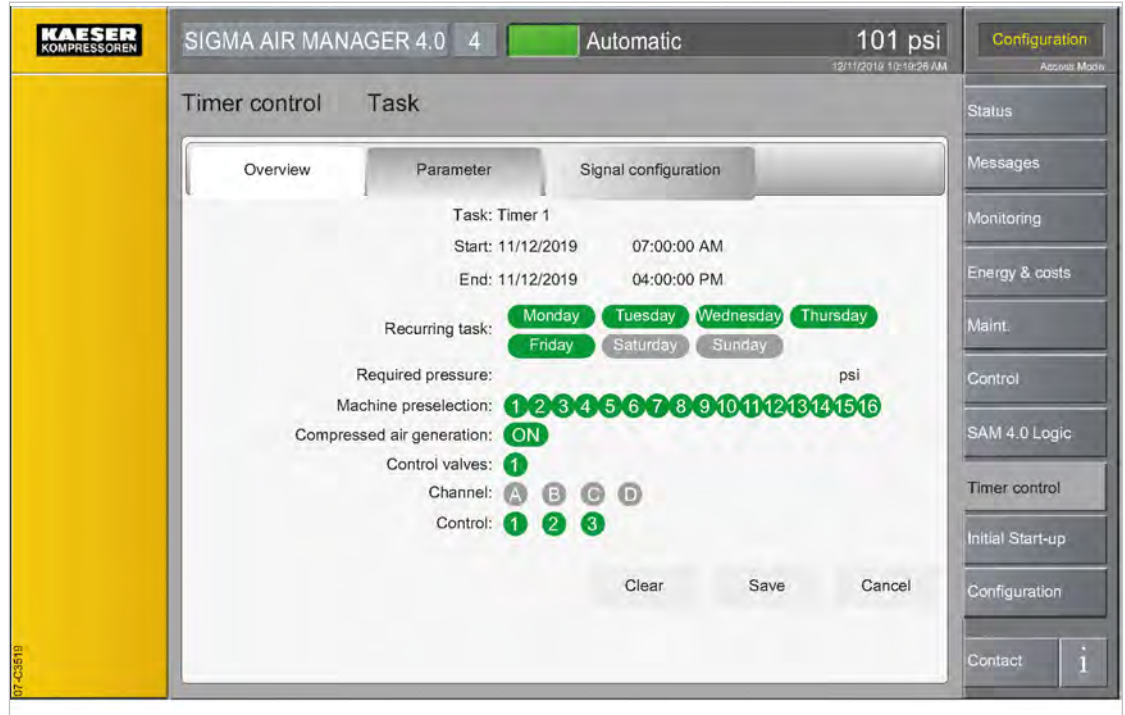 KAESER
KOMPRESSOREN
SIGMA AIR MANAGER 4.0 4 Automatic 101 psi
12/11/2019 10:19:26 AM
Configuration
Access Mode
Timer control Task
Overview Parameter Signal configuration
Task: Timer 1
Start: 11/12/2019 07:00:00 AM
End: 11/12/2019 04:00:00 PM
Recurring task: Monday Tuesday Wednesday Thursday
Friday Saturday Sunday
Required pressure: psi
Machine preselection: 1 2 3 4 5 6 7 8 9 10 11 12 13 14 15 16
Compressed air generation: ON
Control valves: 1
Channel: A B C D
Control: 1 2 3
Clear Save Cancel
Status
Messages
Monitoring
Energy & costs
Maint.
Control
SAM 4.0 Logic
Timer control
Initial Start-up
Configuration
Contact i
07-C3519